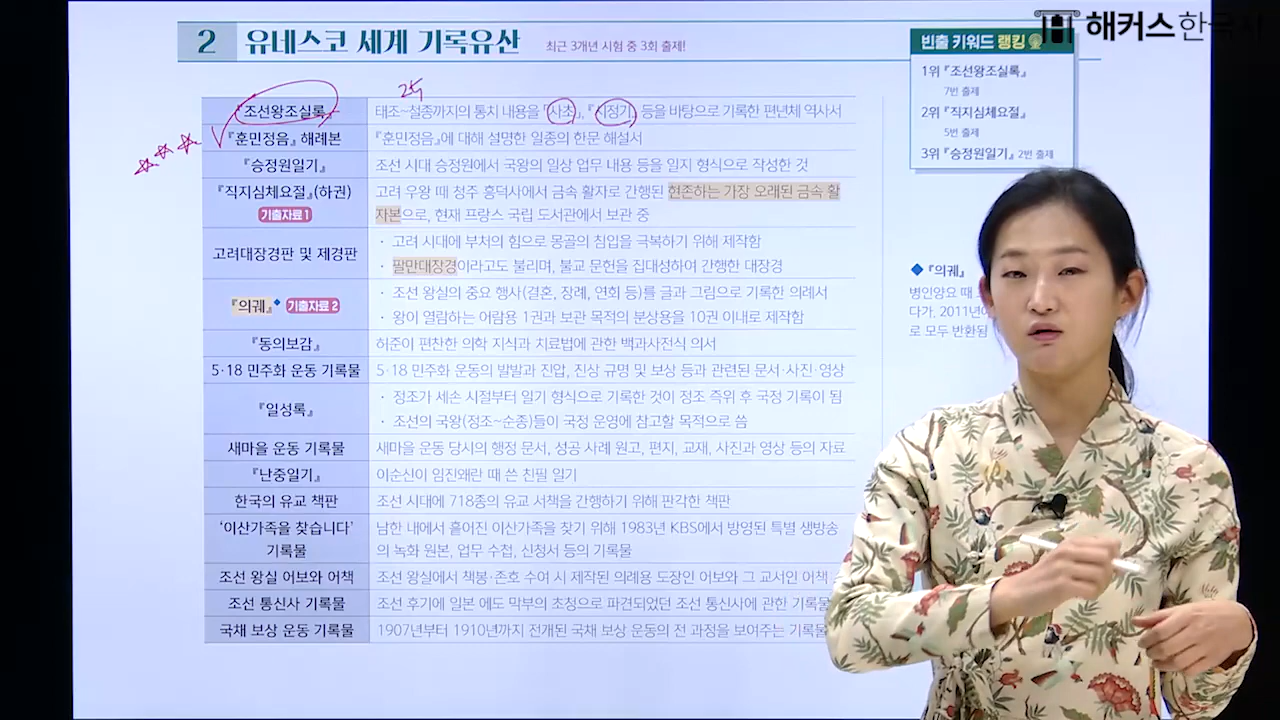 해커스한국사
2 유네스코 세계 기록유산 최근 3개년 시험 중 3회 출제!
빈출 키워드 랭킹
1위 『조선왕조실록』
7번 출제
2위 『직지심체요절』
5번 출제
3위 『승정원일기』 2번 출제
25
『조선왕조실록』 태조~철종까지의 통치 내용을 『사초』, 『시정기』 등을 바탕으로 기록한 편년체 역사서
『훈민정음』 해례본 『훈민정음』에 대해 설명한 일종의 한문 해설서
『승정원일기』 조선 시대 승정원에서 국왕의 일상 업무 내용 등을 일지 형식으로 작성한 것
『직지심체요절』(하권) 고려 우왕 때 청주 흥덕사에서 금속 활자로 간행된 현존하는 가장 오래된 금속 활
기출자료 1 자본으로, 현재 프랑스 국립 도서관에서 보관 중
고려대장경판 및 제경판 · 고려 시대에 부처의 힘으로 몽골의 침입을 극복하기 위해 제작함
· 팔만대장경이라고도 불리며, 불교 문헌을 집대성하여 간행한 대장경
『의궤』 기출자료 2 · 조선 왕실의 중요 행사(결혼, 장례, 연회 등)를 글과 그림으로 기록한 의례서
· 왕이 열람하는 어람용 1권과 보관 목적의 분상용을 10권 이내로 제작함
『동의보감』 허준이 편찬한 의학 지식과 치료법에 관한 백과사전식 의서
5·18 민주화 운동 기록물 5·18 민주화 운동의 발발과 진압, 진상 규명 및 보상 등과 관련된 문서·사진·영상
『일성록』 · 정조가 세손 시절부터 일기 형식으로 기록한 것이 정조 즉위 후 국정 기록이 됨
· 조선의 국왕(정조~순종)들이 국정 운영에 참고할 목적으로 씀
새마을 운동 기록물 새마을 운동 당시의 행정 문서, 성공 사례 원고, 편지, 교재, 사진과 영상 등의 자료
『난중일기』 이순신이 임진왜란 때 쓴 친필 일기
한국의 유교 책판 조선 시대에 718종의 유교 서책을 간행하기 위해 판각한 책판
'이산가족을 찾습니다' 남한 내에서 흩어진 이산가족을 찾기 위해 1983년 KBS에서 방영된 특별 생방송
기록물 의 녹화 원본, 업무 수첩, 신청서 등의 기록물
조선 왕실 어보와 어책 조선 왕실에서 책봉·존호 수여 시 제작된 의례용 도장인 어보와 그 교서인 어책
조선 통신사 기록물 조선 후기에 일본 에도 막부의 초청으로 파견되었던 조선 통신사에 관한 기록물
국채 보상 운동 기록물 1907년부터 1910년까지 전개된 국채 보상 운동의 전 과정을 보여주는 기록물
◆ 『의궤』
병인양요 때
다가, 2011년에
로 모두 반환됨